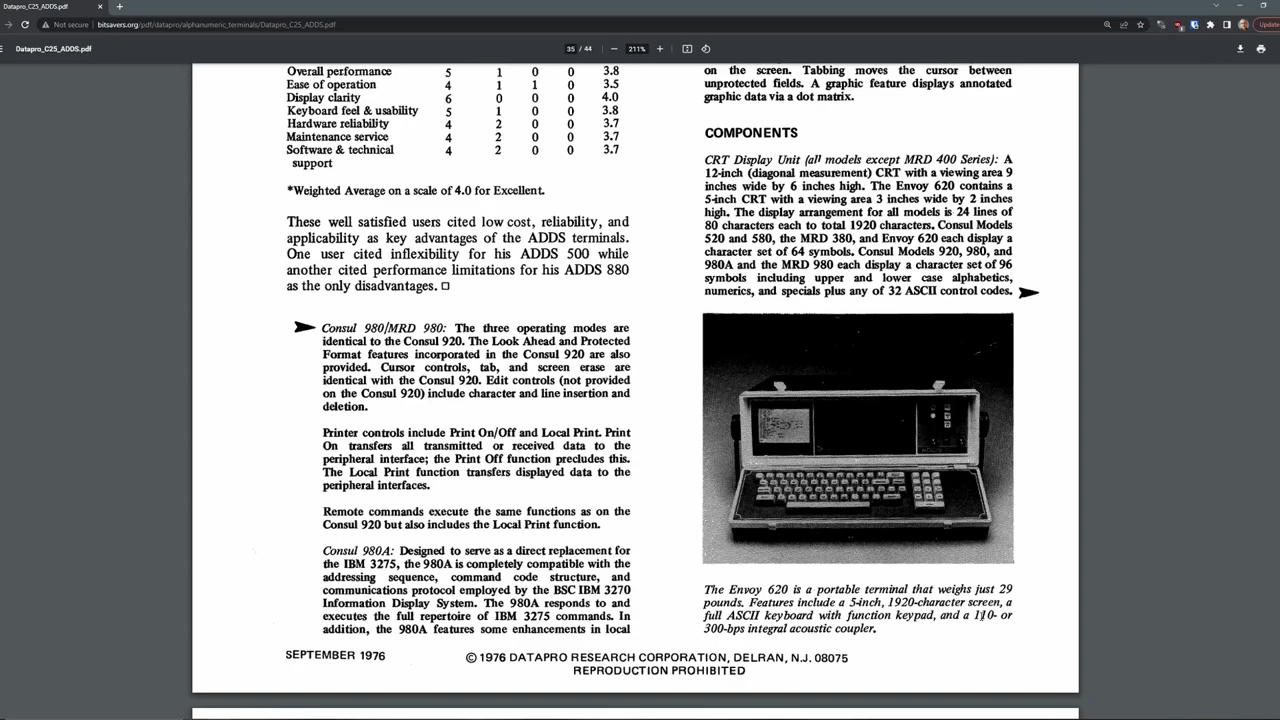 Datapro_C25_ADDS.pdf
Not secure
bitsavers.org/pdf/datapro/alphanumeric_terminals/Datapro_C25_ADDS.pdf
Update
Datapro_C25_ADDS.pdf
35 / 44
211%
Overall performance 5 1 0 0 3.8
Ease of operation 4 1 1 0 3.5
Display clarity 6 0 0 0 4.0
Keyboard feel & usability 5 1 0 0 3.8
Hardware reliability 4 2 0 0 3.7
Maintenance service 4 2 0 0 3.7
Software & technical 4 2 0 0 3.7
support
*Weighted Average on a scale of 4.0 for Excellent.
These well satisfied users cited low cost, reliability, and
applicability as key advantages of the ADDS terminals.
One user cited inflexibility for his ADDS 500 while
another cited performance limitations for his ADDS 880
as the only disadvantages. □
Consul 980/MRD 980: The three operating modes are
identical to the Consul 920. The Look Ahead and Protected
Format features incorporated in the Consul 920 are also
provided. Cursor controls, tab, and screen erase are
identical with the Consul 920. Edit controls (not provided
on the Consul 920) include character and line insertion and
deletion.
Printer controls include Print On/Off and Local Print. Print
On transfers all transmitted or received data to the
peripheral interface; the Print Off function precludes this.
The Local Print function transfers displayed data to the
peripheral interfaces.
Remote commands execute the same functions as on the
Consul 920 but also includes the Local Print function.
Consul 980A: Designed to serve as a direct replacement for
the IBM 3275, the 980A is completely compatible with the
addressing sequence, command code structure, and
communications protocol employed by the BSC IBM 3270
Information Display System. The 980A responds to and
executes the full repertoire of IBM 3275 commands. In
addition, the 980A features some enhancements in local
on the screen. Tabbing moves the cursor between
unprotected fields. A graphic feature displays annotated
graphic data via a dot matrix.
COMPONENTS
CRT Display Unit (all models except MRD 400 Series): A
12-inch (diagonal measurement) CRT with a viewing area 9
inches wide by 6 inches high. The Envoy 620 contains a
5-inch CRT with a viewing area 3 inches wide by 2 inches
high. The display arrangement for all models is 24 lines of
80 characters each to total 1920 characters. Consul Models
520 and 580, the MRD 380, and Envoy 620 each display a
character set of 64 symbols. Consul Models 920, 980, and
980A and the MRD 980 each display a character set of 96
symbols including upper and lower case alphabetics,
numerics, and specials plus any of 32 ASCII control codes.
The Envoy 620 is a portable terminal that weighs just 29
pounds. Features include a 5-inch, 1920-character screen, a
full ASCII keyboard with function keypad, and a 110- or
300-bps integral acoustic coupler.
SEPTEMBER 1976
© 1976 DATAPRO RESEARCH CORPORATION, DELRAN, N.J. 08075
REPRODUCTION PROHIBITED